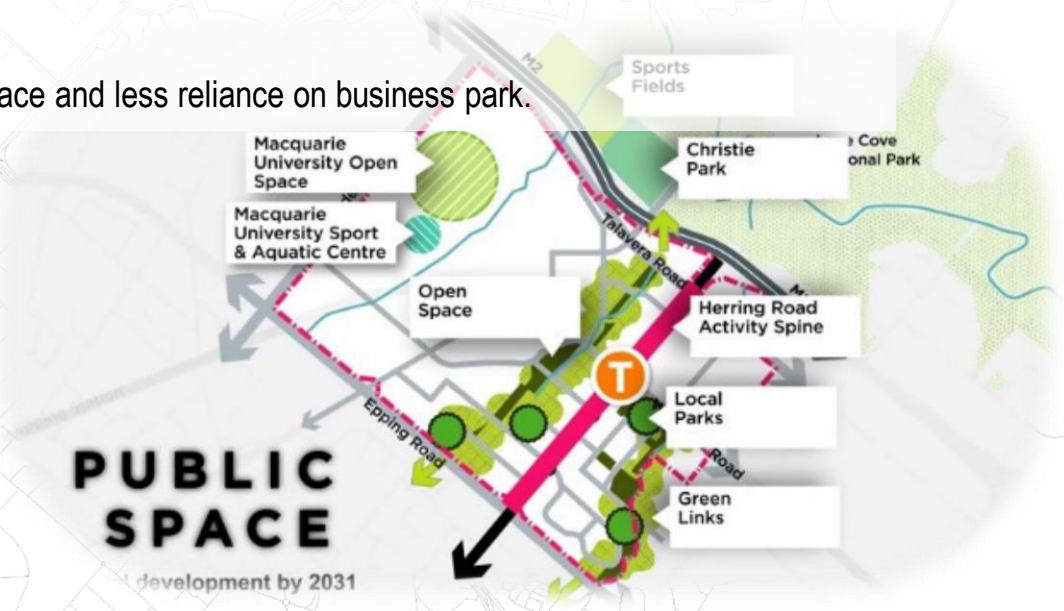 ace and less reliance on business park.
M2
Sports
Fields
Macquarie
University Open
Space
Christie
Park
Cove
onal Park
Macquarie
University Sport
& Aquatic Centre
Talavera Road
Open
Space
Herring Road
Activity Spine
T
Local
Parks
Epping Road
Road
PUBLIC
SPACE
Green
Links
development by 2031